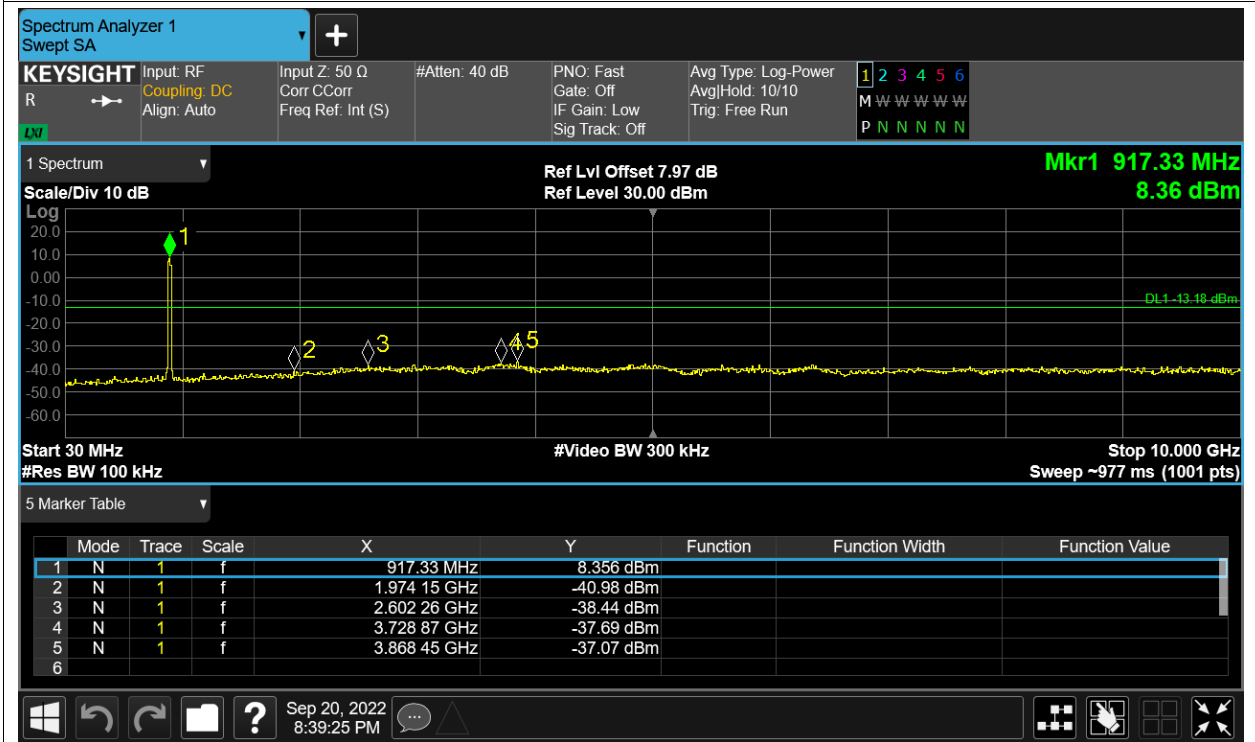 Spectrum Analyzer 1
Swept SA
KEYSIGHT
R
LXI
Input: RF
Coupling: DC
Align: Auto
Input Z: 50 Ω
Corr CCorr
Freq Ref: Int (S)
#Atten: 40 dB
PNO: Fast
Gate: Off
IF Gain: Low
Sig Track: Off
Avg Type: Log-Power
Avg|Hold: 10/10
Trig: Free Run
1 2 3 4 5 6
M W W W W W
P N N N N N
1 Spectrum
Scale/Div 10 dB
Ref Lvl Offset 7.97 dB
Ref Level 30.00 dBm
Mkr1 917.33 MHz
8.36 dBm
Log
20.0
10.0
0.00
-10.0
-20.0
-30.0
-40.0
-50.0
-60.0
1
2
3
4
5
DL1 -13.18 dBm
Start 30 MHz
#Res BW 100 kHz
#Video BW 300 kHz
Stop 10.000 GHz
Sweep ~977 ms (1001 pts)
5 Marker Table
Mode Trace Scale X Y Function Function Width Function Value
1 N 1 f 917.33 MHz 8.356 dBm
2 N 1 f 1.974 15 GHz -40.98 dBm
3 N 1 f 2.602 26 GHz -38.44 dBm
4 N 1 f 3.728 87 GHz -37.69 dBm
5 N 1 f 3.868 45 GHz -37.07 dBm
6
?
Sep 20, 2022
8:39:25 PM